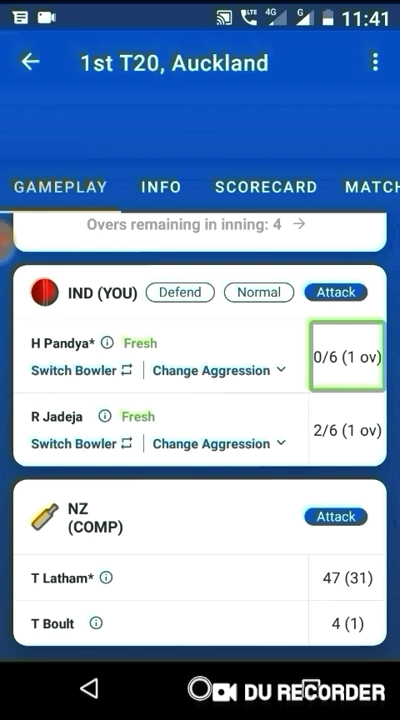 LTE 4G G 11:41
1st T20, Auckland
GAMEPLAY INFO SCORECARD MATCH
Overs remaining in inning: 4 →
IND (YOU) Defend Normal Attack
H Pandya* Fresh
0/6 (1 ov)
Switch Bowler Change Aggression
R Jadeja Fresh
2/6 (1 ov)
Switch Bowler Change Aggression
NZ
(COMP)
Attack
T Latham* 47 (31)
T Boult 4 (1)
DU RECORDER